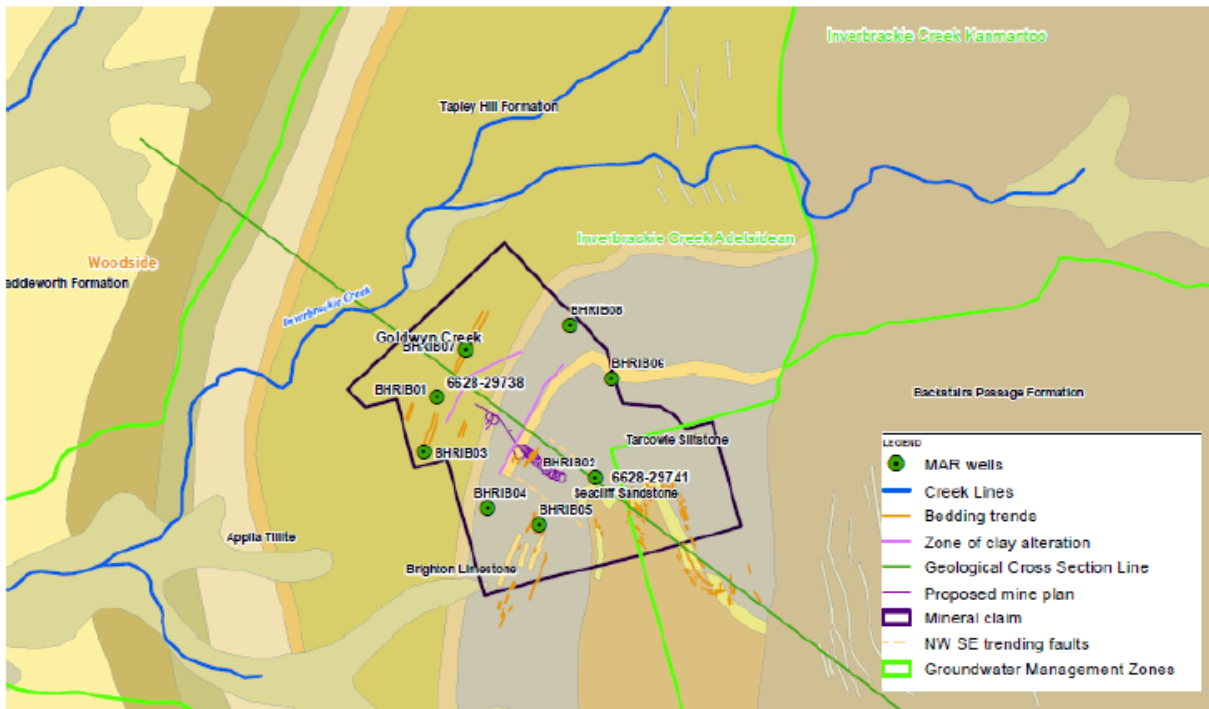 Inverbrackie Creek Kanmantoo
Tapley Hill Formation
Inverbrackie Creek Adelaidean
Woodside
eddleworth Formation
Inverbrackie Creek
BHRIB08
Goldwyn Creek
BHRIB07
BHRIB06
BHRIB01
6628-29738
Backstairs Passage Formation
Tarcowie Siltstone
BHRIB03
BHRIB02
6628-29741
Seacliff Sandstone
BHRIB04
BHRIB05
Appila Tillite
Brighton Limestone
LEGEND
MAR wells
Creek Lines
Bedding trends
Zone of clay alteration
Geological Cross Section Line
Proposed mine plan
Mineral claim
NW SE trending faults
Groundwater Management Zones